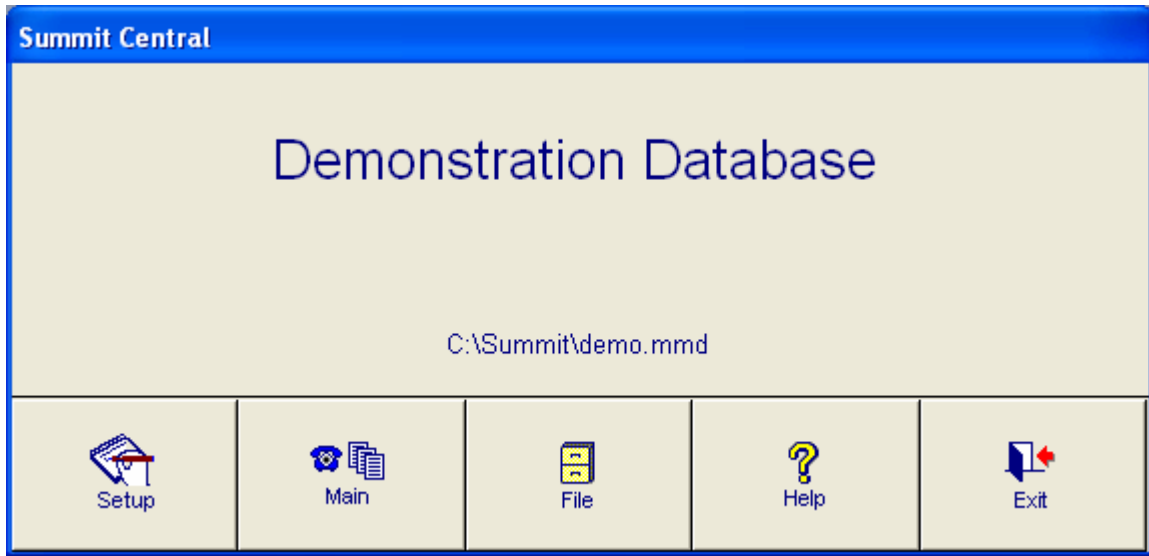 Summit Central
Demonstration Database
C:\Summit\demo.mmd
Setup
Main
File
Help
Exit